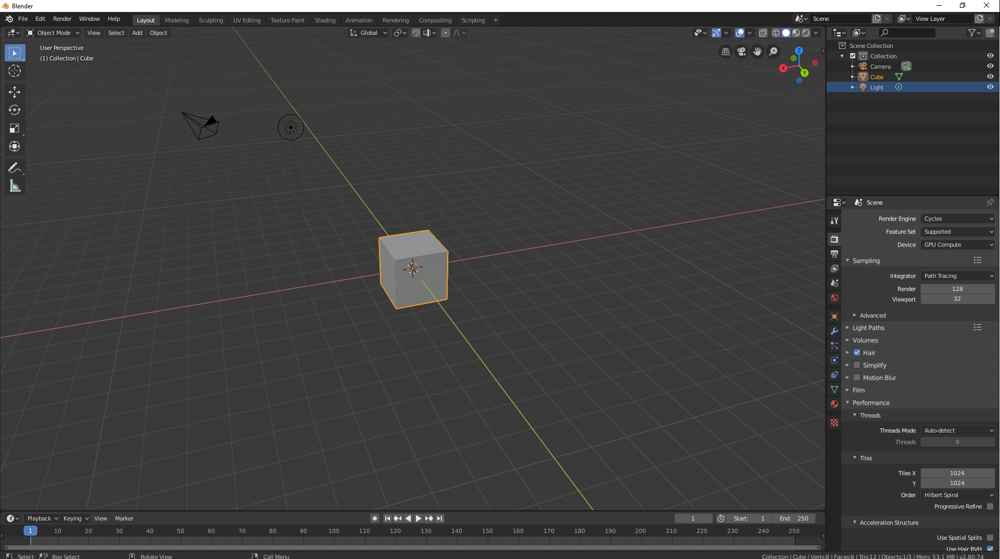 Blender
File Edit Render Window Help
Layout Modeling Sculpting UV Editing Texture Paint Shading Animation Rendering Compositing Scripting +
Scene
View Layer
Object Mode View Select Add Object
Global
User Perspective
(1) Collection | Cube
Z
X
Y
Scene Collection
Collection
Camera
Cube
Light
Scene
Render Engine Cycles
Feature Set Supported
Device GPU Compute
Sampling
Integrator Path Tracing
Render 128
Viewport 32
Advanced
Light Paths
Volumes
Hair
Simplify
Motion Blur
Film
Performance
Threads
Threads Mode Auto-detect
Threads 8
Tiles
Tiles X 1024
Y 1024
Order Hilbert Spiral
Progressive Refine
Acceleration Structure
Use Spatial Splits
Use Hair BVH
Playback Keying View Marker
1 Start: 1 End: 250
1 10 20 30 40 50 60 70 80 90 100 110 120 130 140 150 160 170 180 190 200 210 220 230 240 250
Select Box Select Rotate View Call Menu
Collection | Cube | Verts:8 | Faces:6 | Tris:12 | Objects:1/3 | Mem: 53.1 MB | v2.80.74